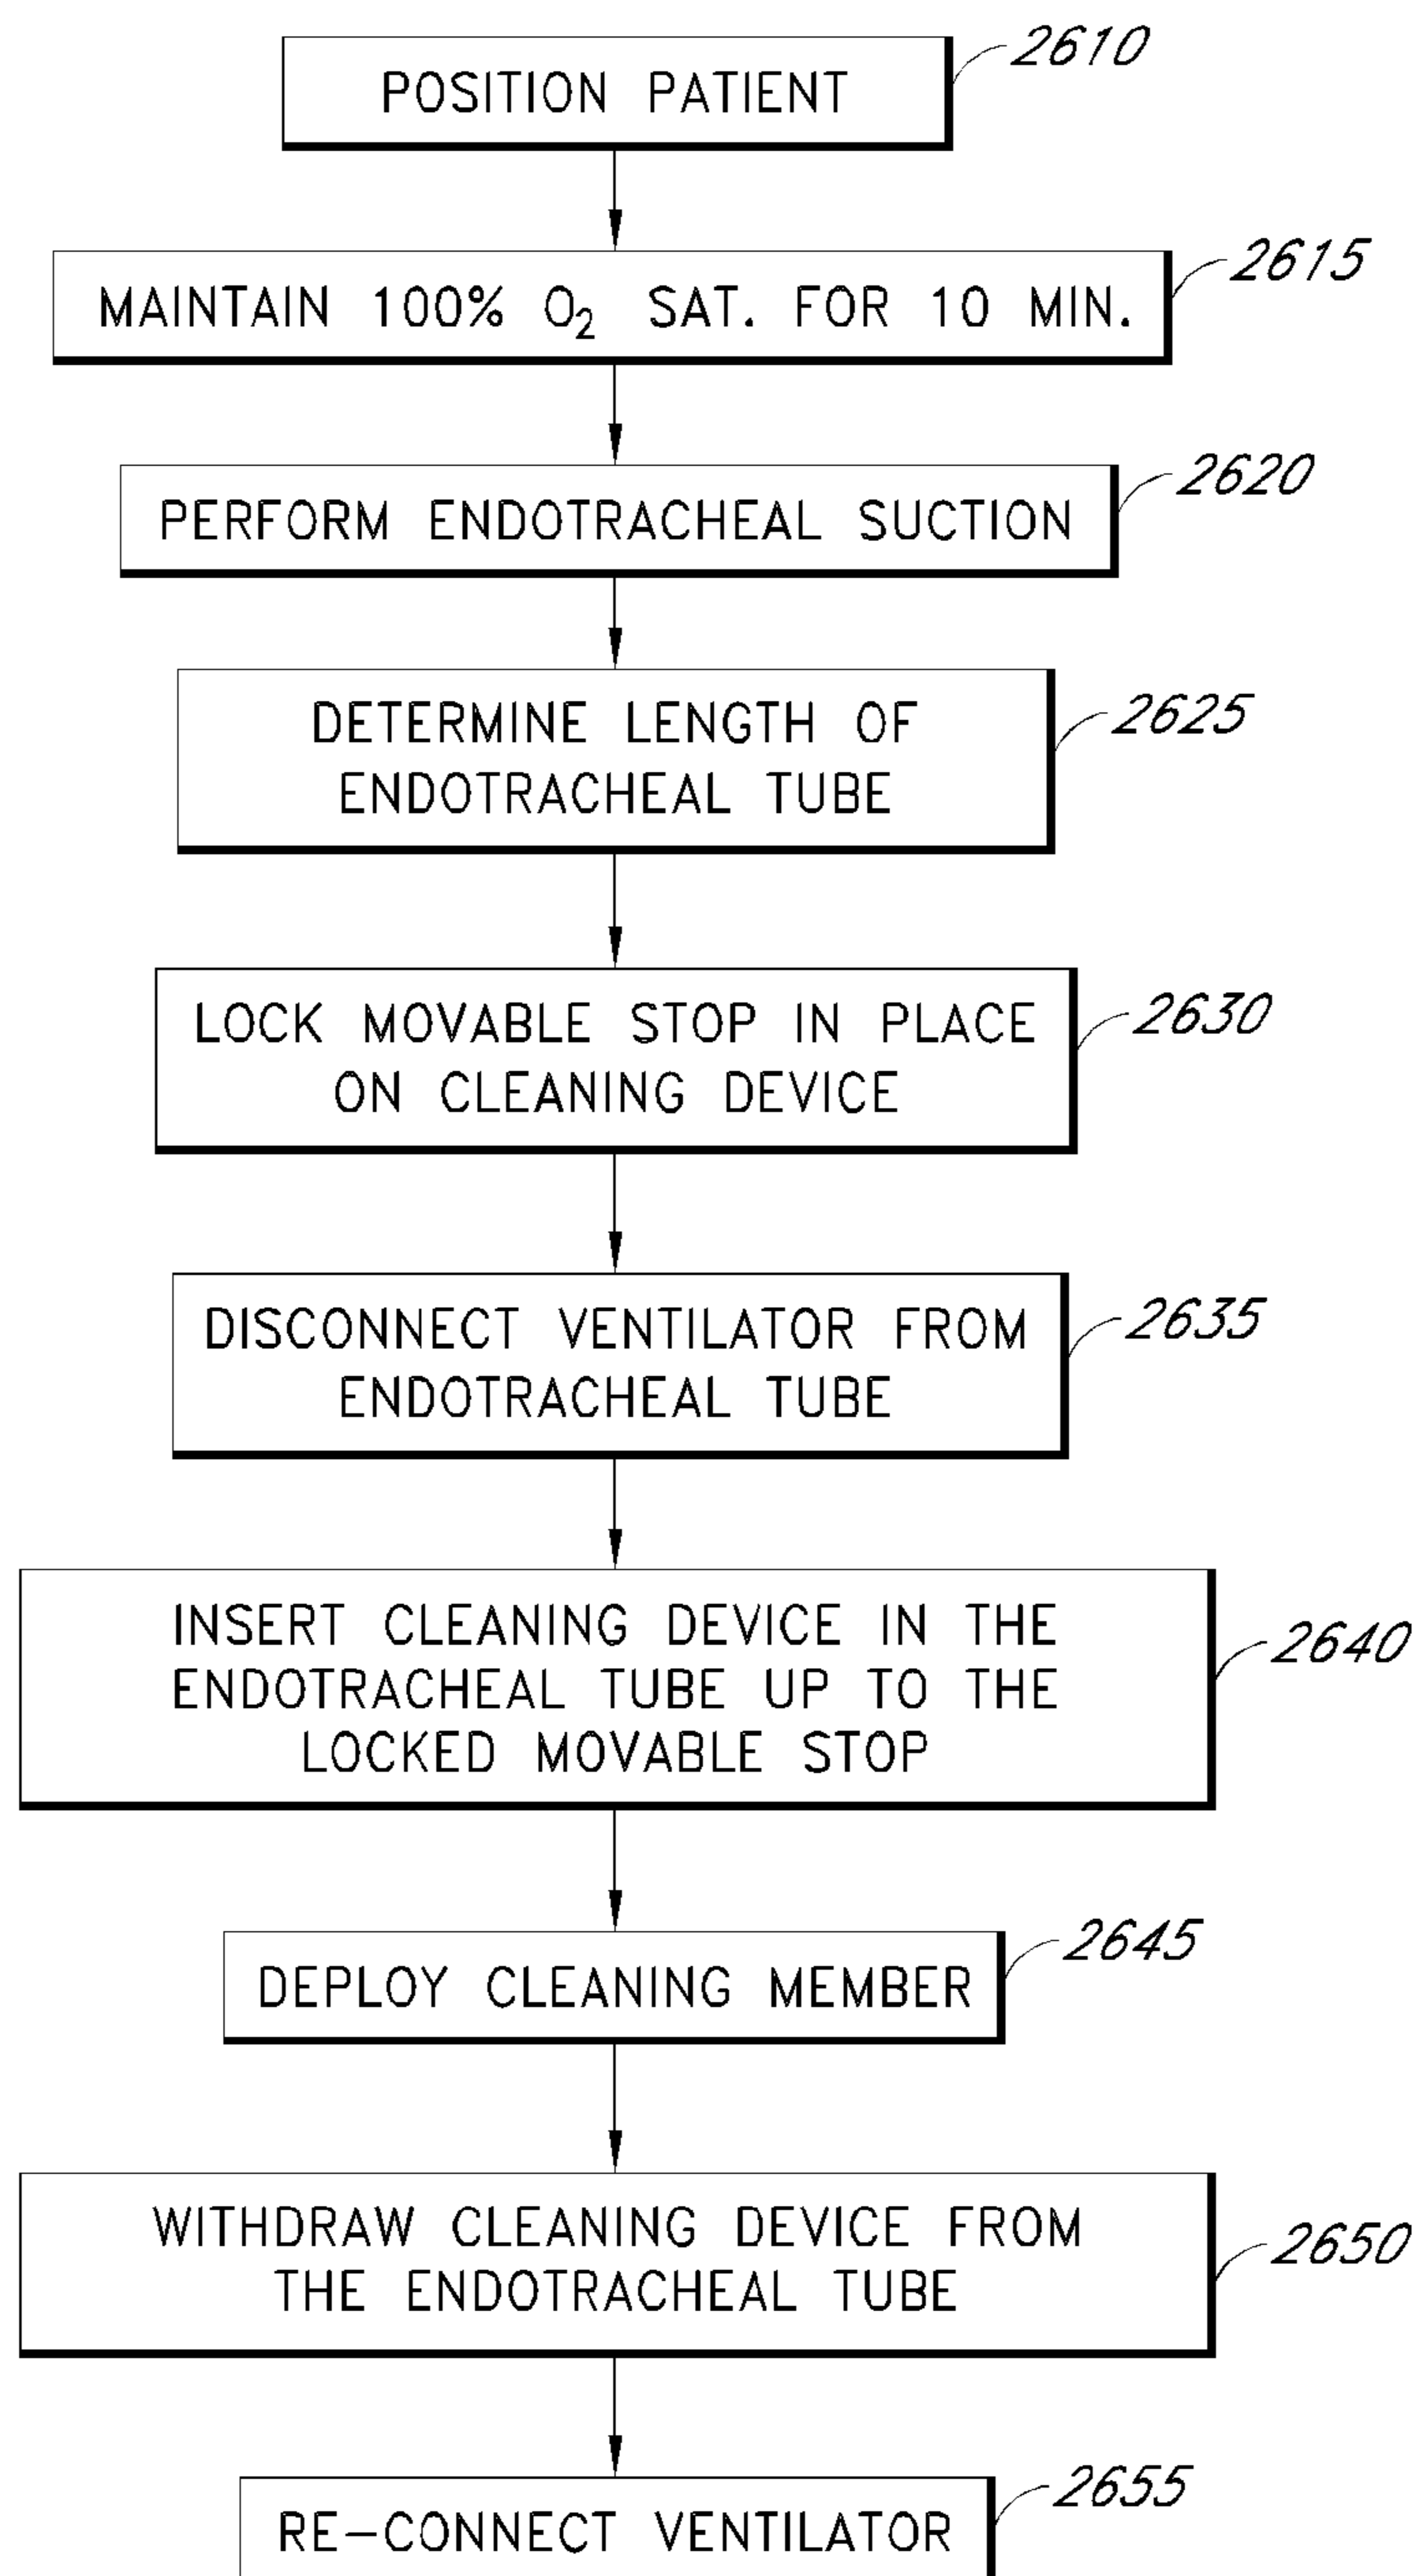 POSITION PATIENT
2610
MAINTAIN 100% O₂ SAT. FOR 10 MIN.
2615
PERFORM ENDOTRACHEAL SUCTION
2620
DETERMINE LENGTH OF
ENDOTRACHEAL TUBE
2625
LOCK MOVABLE STOP IN PLACE
ON CLEANING DEVICE
2630
DISCONNECT VENTILATOR FROM
ENDOTRACHEAL TUBE
2635
INSERT CLEANING DEVICE IN THE
ENDOTRACHEAL TUBE UP TO THE
LOCKED MOVABLE STOP
2640
DEPLOY CLEANING MEMBER
2645
WITHDRAW CLEANING DEVICE FROM
THE ENDOTRACHEAL TUBE
2650
RE-CONNECT VENTILATOR
2655